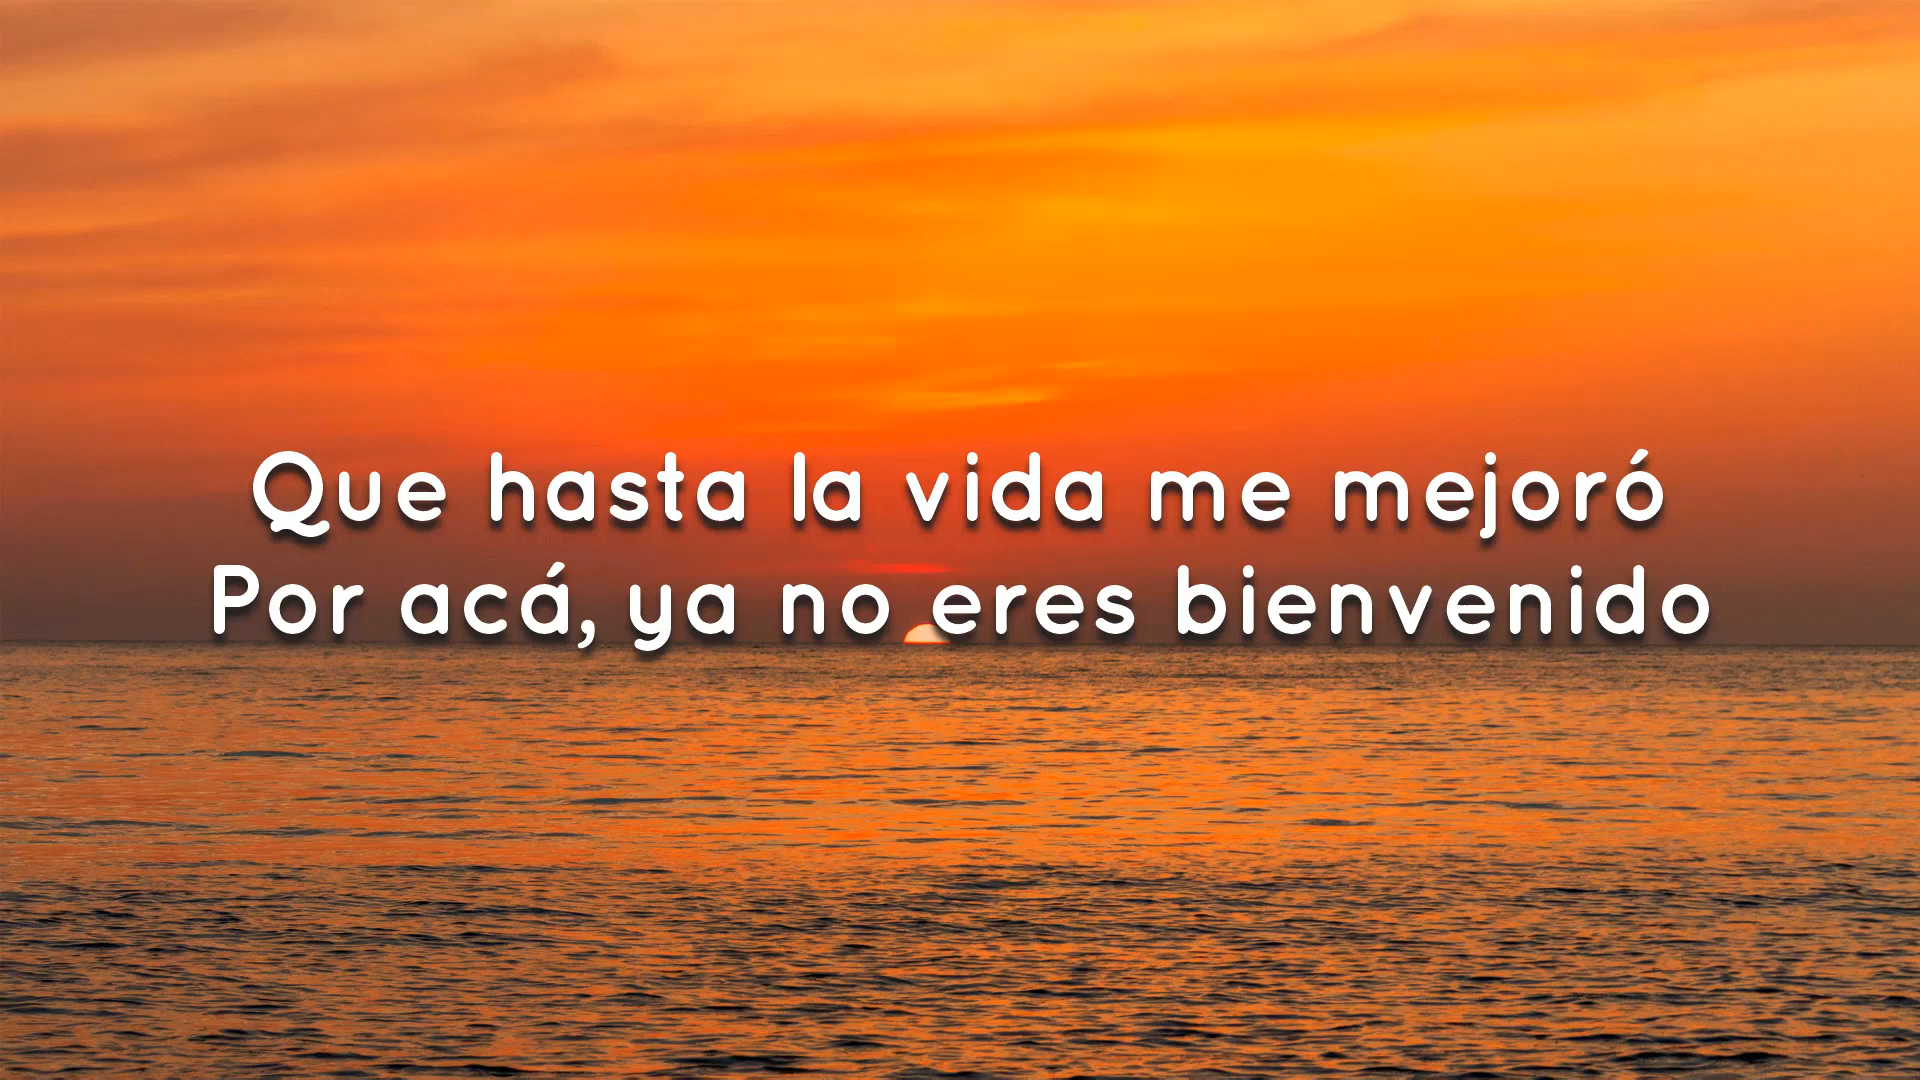 Que hasta la vida me mejoró
Por acá, ya no eres bienvenido